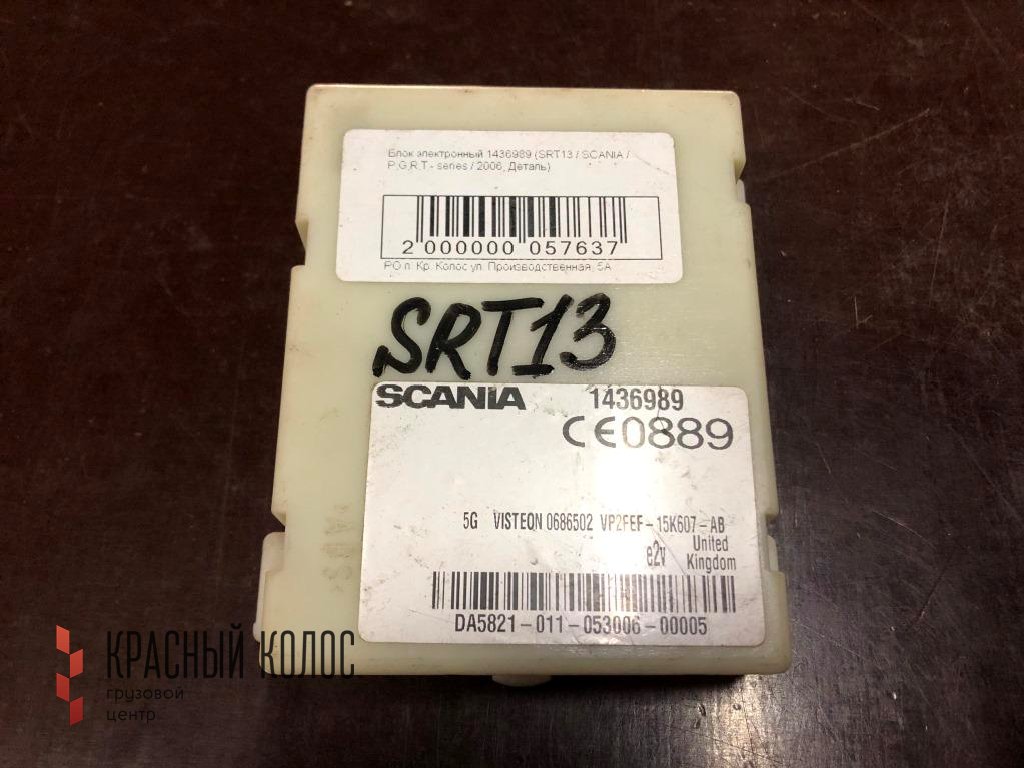 Блок электронный 1436989 (SRT13 / SCANIA /
P,G,R,T - series / 2006, Деталь)
2 000000 057637
РО п. Кр. Колос ул. Производственная, 5А
SRT13
SCANIA 1436989
CE0889
5G VISTEON 0686502 VP2FEF-15K607-AB
e2v United
Kingdom
DA5821-011-053006-00005
КРАСНЫЙ КОЛОС
грузовой
центр